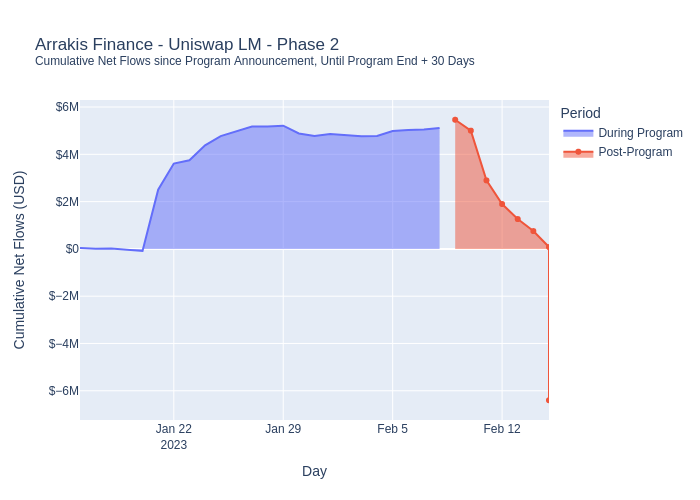 Arrakis Finance - Uniswap LM - Phase 2
Cumulative Net Flows since Program Announcement, Until Program End + 30 Days
Period
During Program
Post-Program
Cumulative Net Flows (USD)
$6M
$4M
$2M
$0
$−2M
$−4M
$−6M
Jan 22
2023
Jan 29
Feb 5
Feb 12
Day